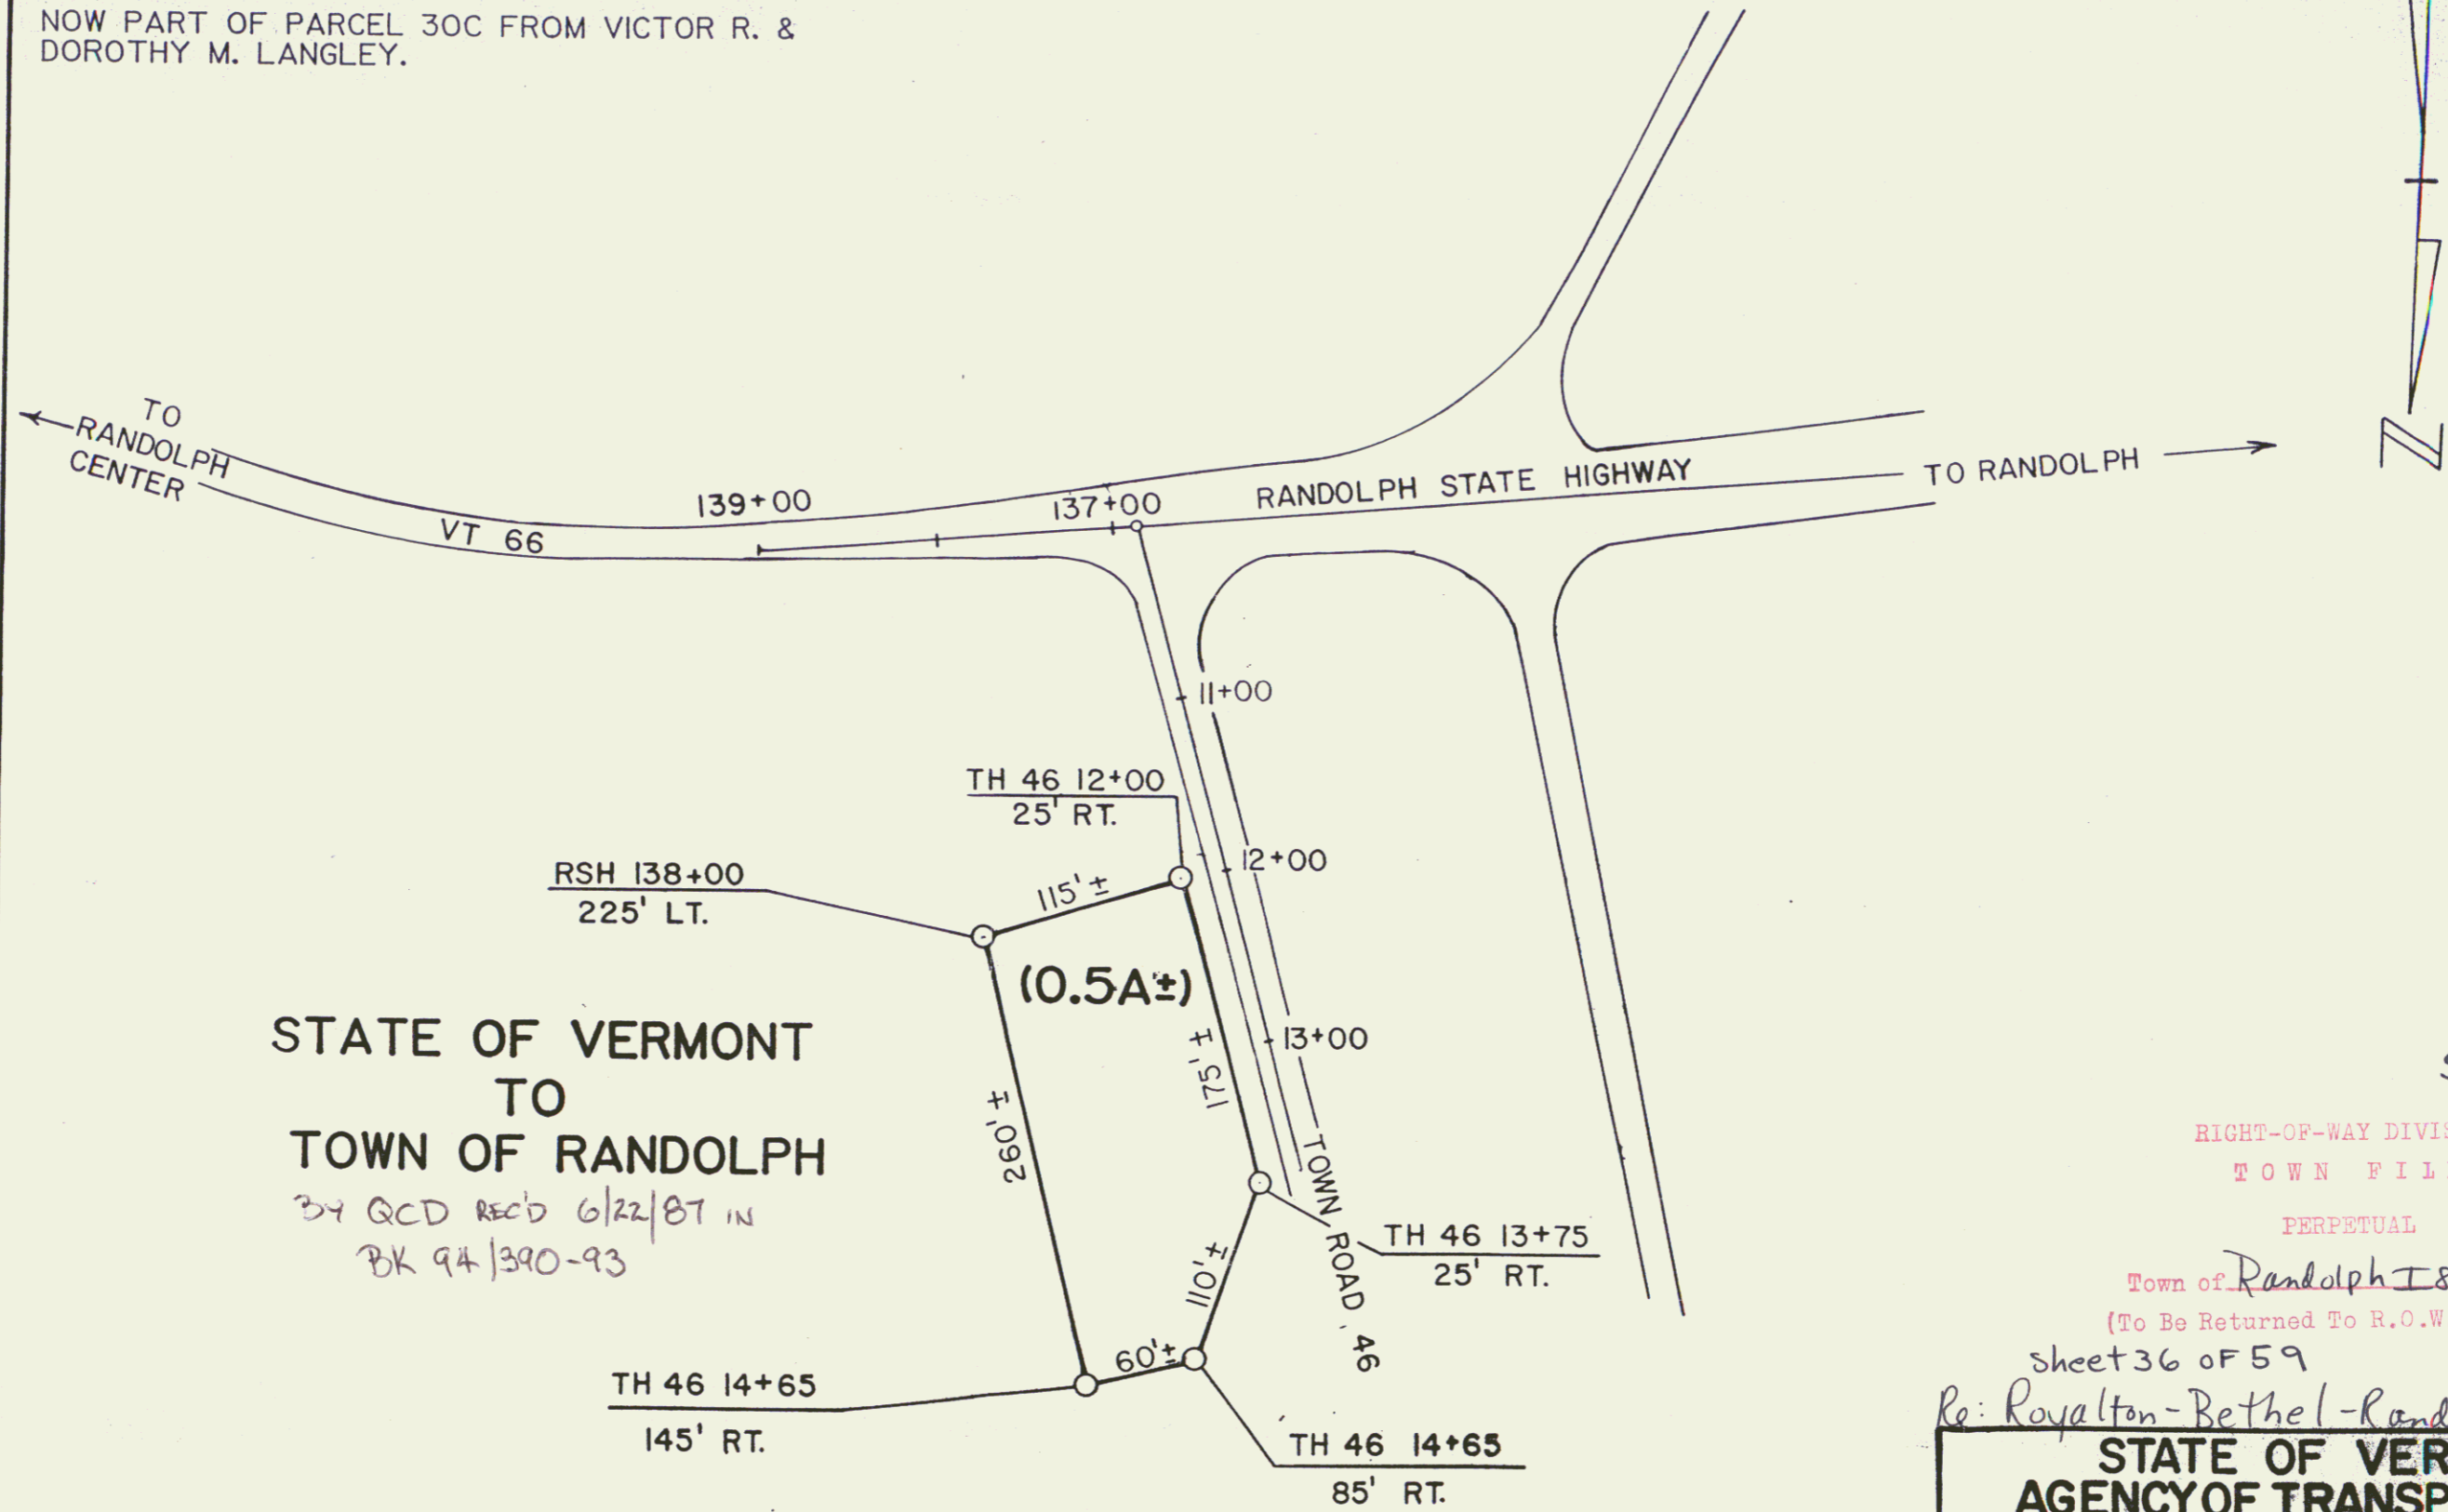 NOW PART OF PARCEL 30C FROM VICTOR R. &
DOROTHY M. LANGLEY.
TO
RANDOLPH
CENTER
VT 66
139+00
137+00
RANDOLPH STATE HIGHWAY
TO RANDOLPH
N
11+00
TH 46 12+00
25' RT.
12+00
RSH 138+00
225' LT.
115'±
(0.5A±)
175'±
13+00
260'±
STATE OF VERMONT
TO
TOWN OF RANDOLPH
BY QCD REC'D 6/22/87 IN
BK 94/390-93
TOWN ROAD 46
TH 46 13+75
25' RT.
110'±
60'±
TH 46 14+65
145' RT.
TH 46 14+65
85' RT.
RIGHT-OF-WAY DIVIS
TOWN FIL
PERPETUAL
Town of Randolph I8
(To Be Returned To R.O.W
Sheet 36 OF 59
Re: Royalton-Bethel-Rand
STATE OF VER
AGENCY OF TRANSP